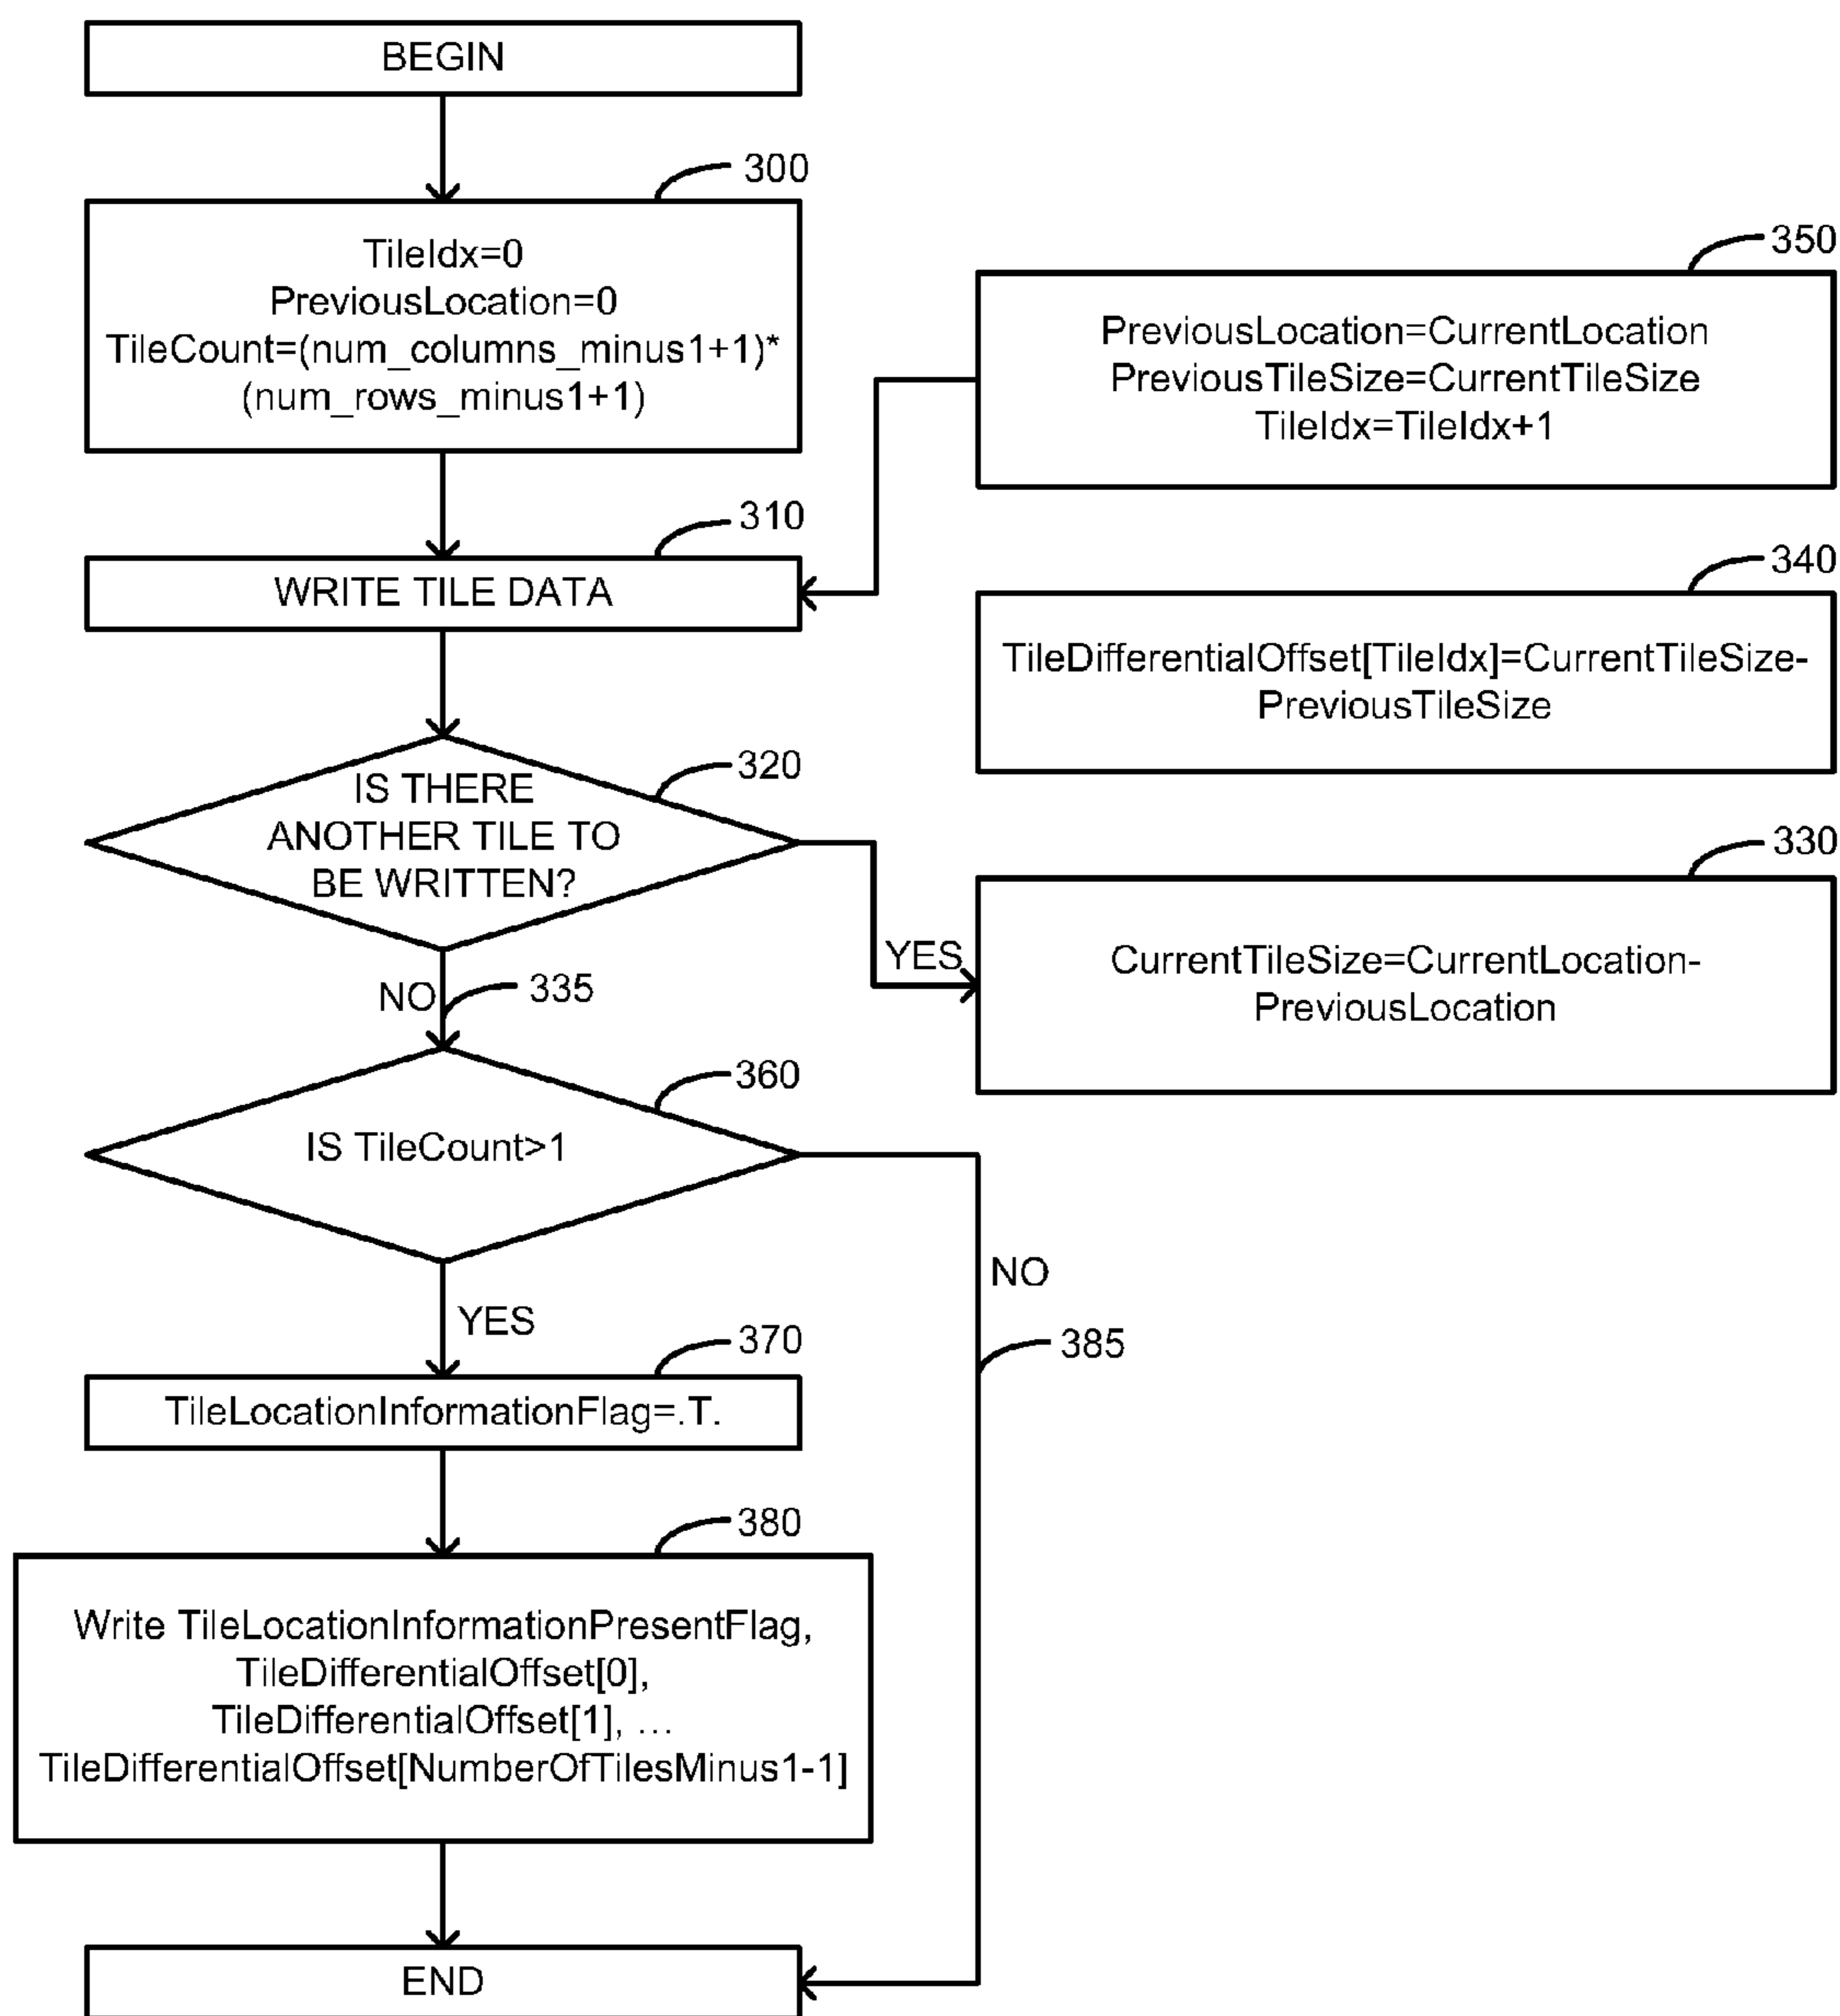 BEGIN
300
TileIdx=0
PreviousLocation=0
TileCount=(num_columns_minus1+1)*
(num_rows_minus1+1)
310
WRITE TILE DATA
350
PreviousLocation=CurrentLocation
PreviousTileSize=CurrentTileSize
TileIdx=TileIdx+1
340
TileDifferentialOffset[TileIdx]=CurrentTileSize-
PreviousTileSize
320
IS THERE
ANOTHER TILE TO
BE WRITTEN?
YES
330
CurrentTileSize=CurrentLocation-
PreviousLocation
NO
335
360
IS TileCount>1
NO
385
YES
370
TileLocationInformationFlag=.T.
380
Write TileLocationInformationPresentFlag,
TileDifferentialOffset[0],
TileDifferentialOffset[1], ...
TileDifferentialOffset[NumberOfTilesMinus1-1]
END